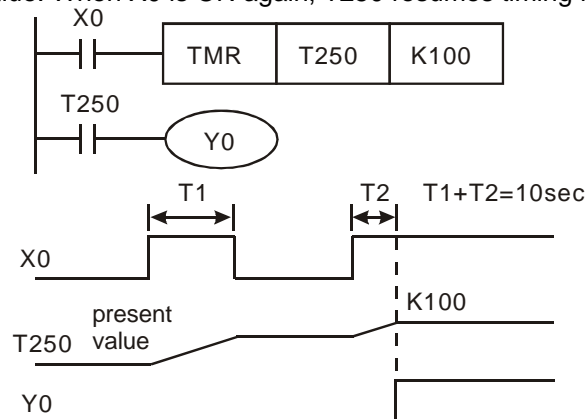 X0
TMR T250 K100
T250
Y0
T1 T2 T1+T2=10sec
X0
K100
present
T250 value
Y0